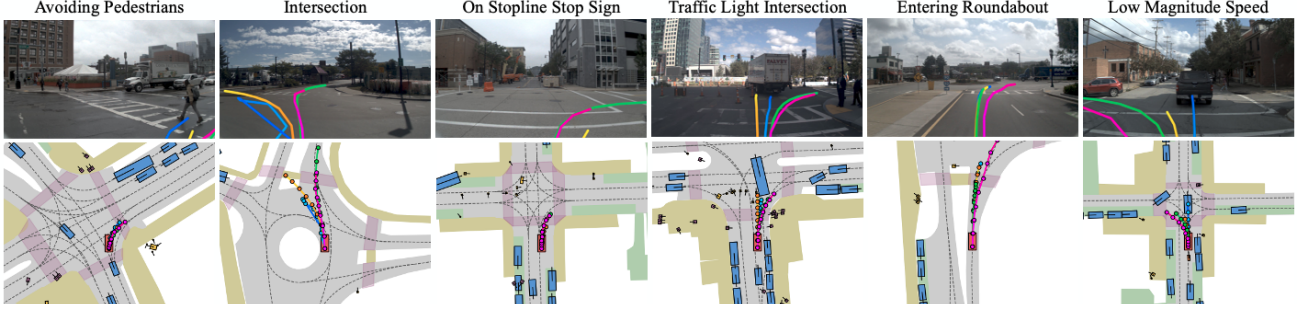 Avoiding Pedestrians
Intersection
On Stopline Stop Sign
Traffic Light Intersection
Entering Roundabout
Low Magnitude Speed